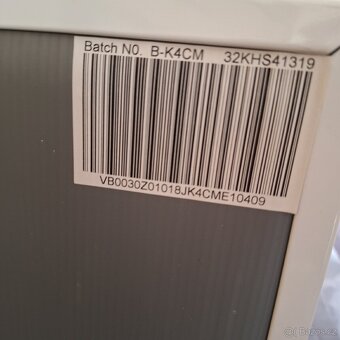 Batch N0. B-K4CM 32KHS41319
VB0030Z01018JK4CME10409